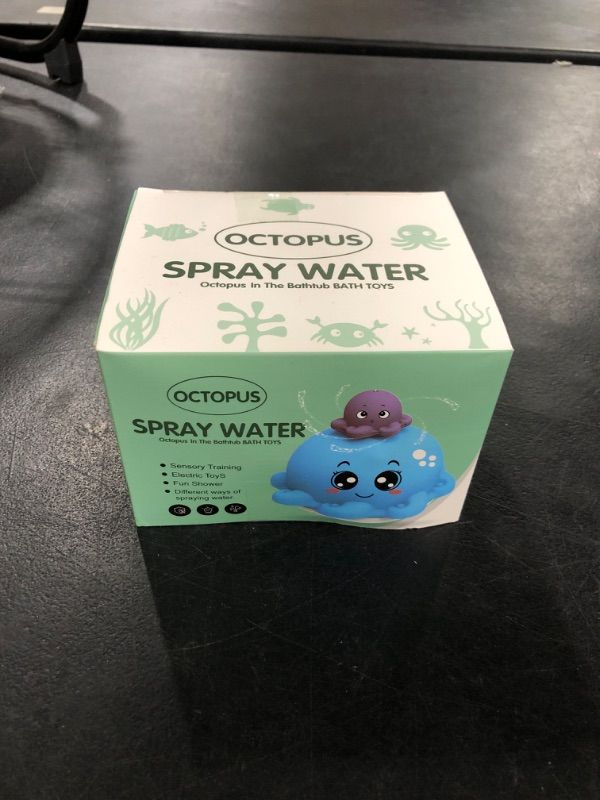 OCTOPUS
SPRAY WATER
Octopus In The Bathtub BATH TOYS
OCTOPUS
SPRAY WATER
Octopus In The Bathtub BATH TOYS
• Sensory Training
• Electric ToyS
• Fun Shower
• Different ways of
spraying water